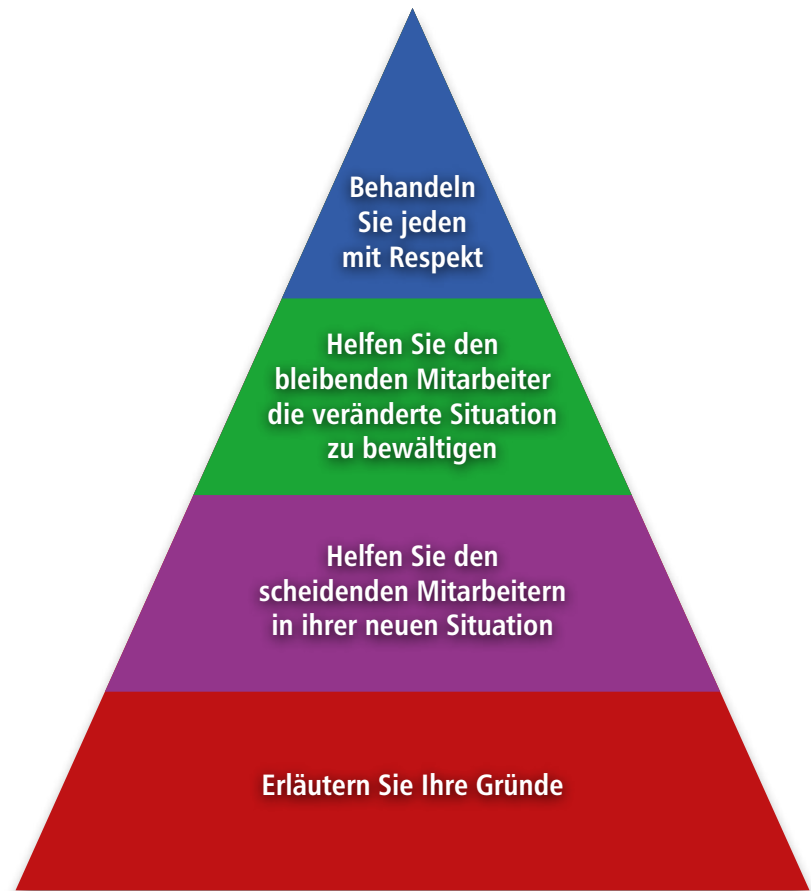 Behandeln
Sie jeden
mit Respekt
Helfen Sie den
bleibenden Mitarbeiter
die veränderte Situation
zu bewältigen
Helfen Sie den
scheidenden Mitarbeitern
in ihrer neuen Situation
Erläutern Sie Ihre Gründe